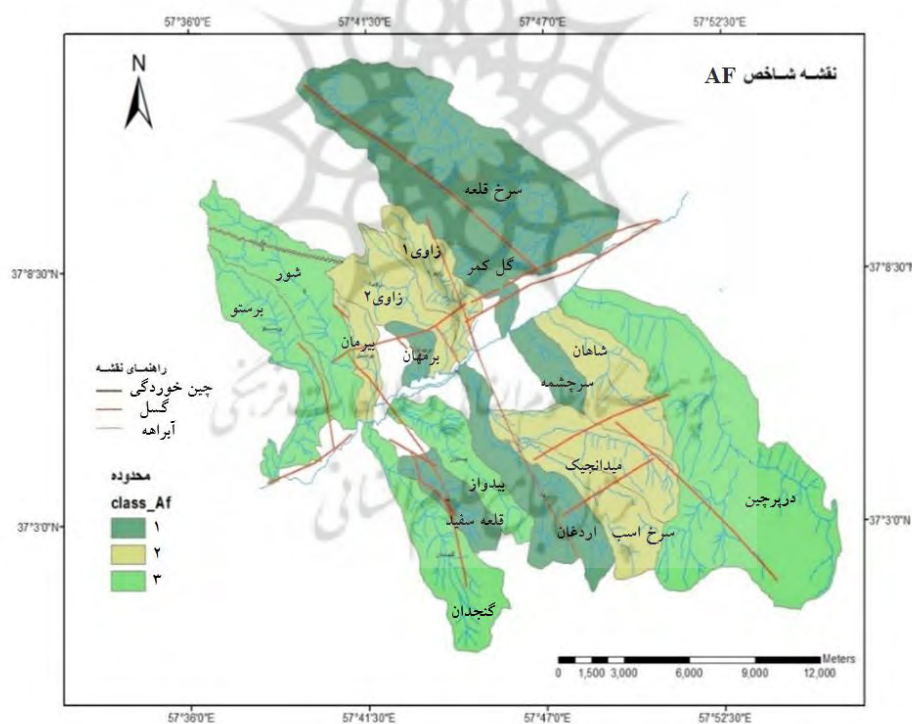 57°36'0"E 57°41'30"E 57°47'0"E 57°52'30"E
نقشه شاخص AF
N
سرخ قلعه
زاوی۱
گل کمر
37°8'30"N
37°8'30"N
شور
زاوی۲
برستو
بیرمان
برمهان
شاهان
سرچشمه
راهنمای نقشه
چین خوردگی
گسل
آبراهه
میدانجیک
بیدواز
درپرچین
محدوده
class_Af
۱
۲
۳
قلعه سفید
اردغان
سرخ اسب
37°3'0"N
37°3'0"N
گنجدان
Meters
0 1,500 3,000 6,000 9,000 12,000
57°36'0"E 57°41'30"E 57°47'0"E 57°52'30"E